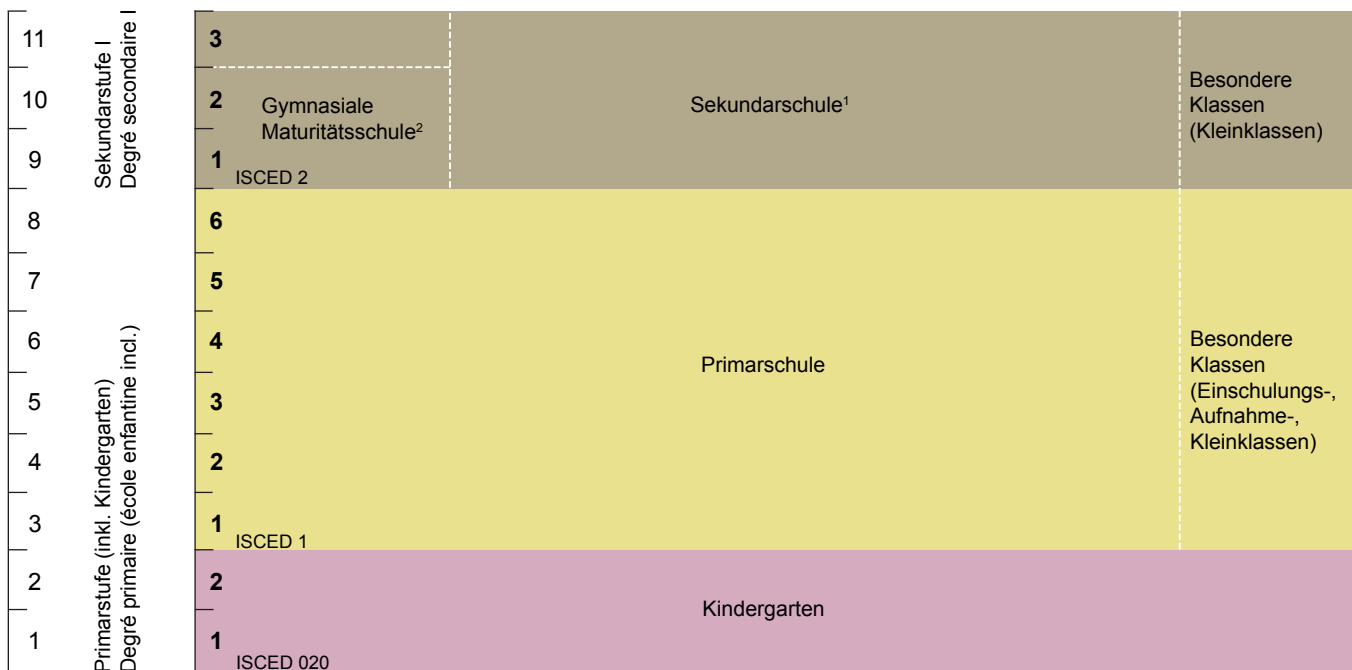 11
10
9
8
7
6
5
4
3
2
1
Sekundarstufe I
Degré secondaire I
Primarstufe (inkl. Kindergarten)
Degré primaire (école enfantine incl.)
3
2
1
ISCED 2
Gymnasiale
Maturitätsschule²
Sekundarschule¹
Besondere
Klassen
(Kleinklassen)
6
5
4
3
2
1
ISCED 1
Primarschule
Besondere
Klassen
(Einschulungs-,
Aufnahme-,
Kleinklassen)
2
1
ISCED 020
Kindergarten